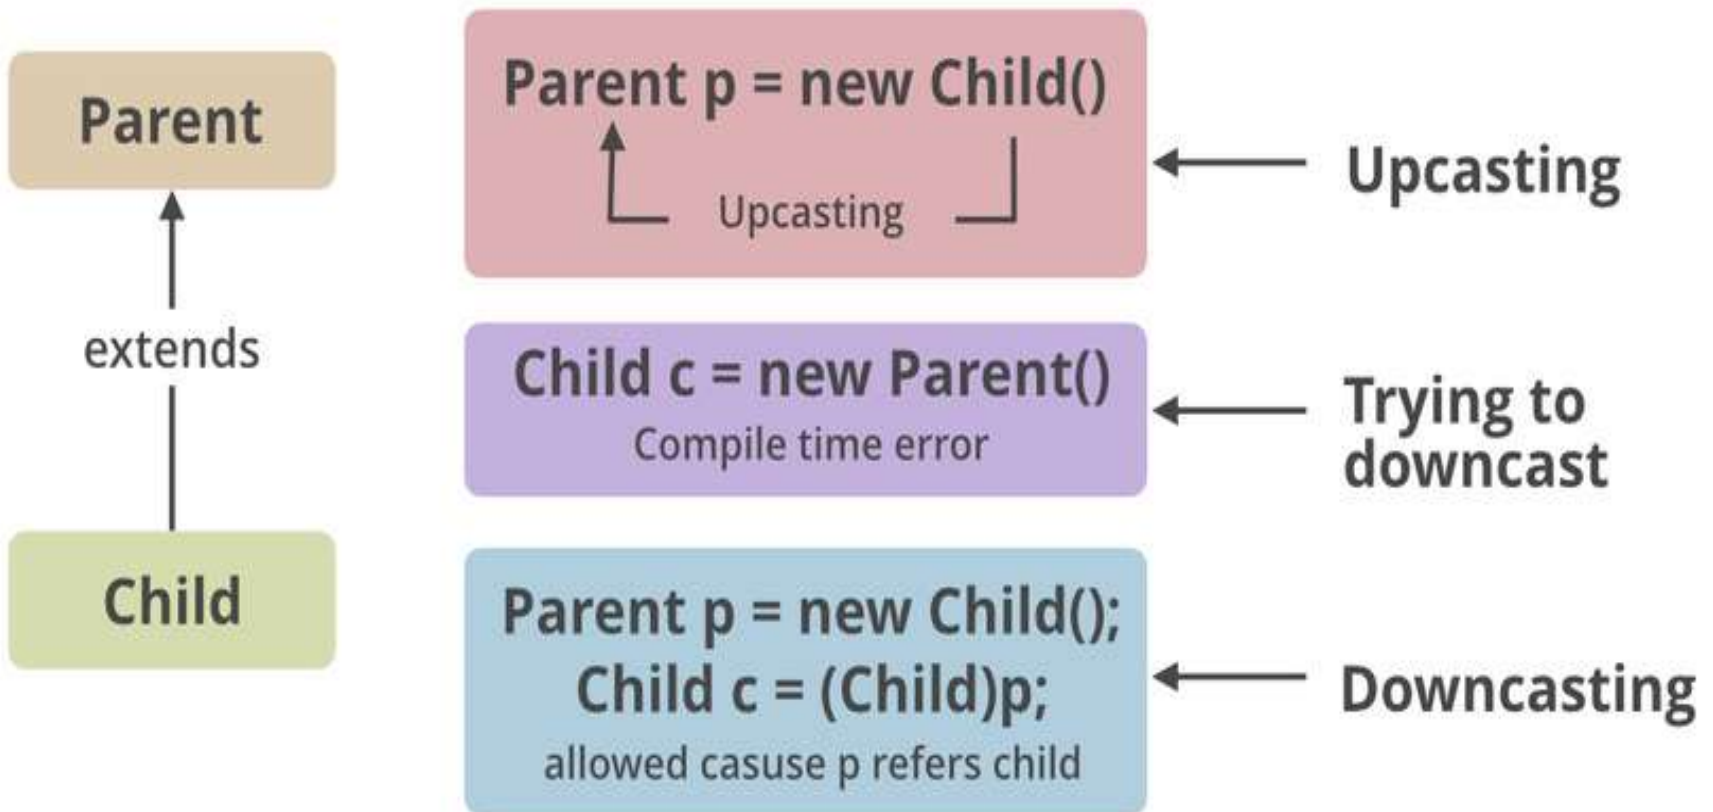 Parent
extends
Child
Parent p = new Child()
Upcasting
Upcasting
Child c = new Parent()
Compile time error
Trying to
downcast
Parent p = new Child();
Child c = (Child)p;
allowed casuse p refers child
Downcasting